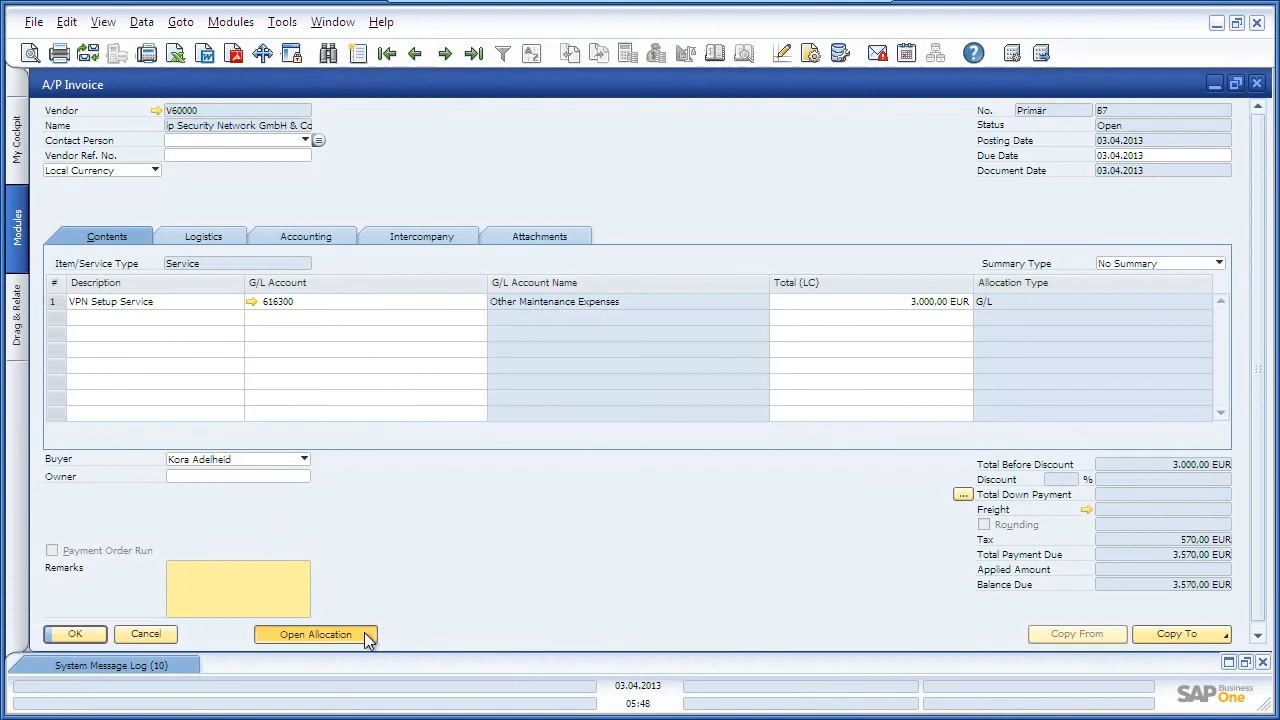 File Edit View Data Goto Modules Tools Window Help
A/P Invoice
My Cockpit
Modules
Drag & Relate
Vendor V60000
Name ip Security Network GmbH & Co
Contact Person
Vendor Ref. No.
Local Currency
No. Primär 87
Status Open
Posting Date 03.04.2013
Due Date 03.04.2013
Document Date 03.04.2013
Contents Logistics Accounting Intercompany Attachments
Item/Service Type Service Summary Type No Summary
# Description G/L Account G/L Account Name Total (LC) Allocation Type
1 VPN Setup Service 616300 Other Maintenance Expenses 3.000,00 EUR G/L
Buyer Kora Adelheid
Owner
Payment Order Run
Remarks
Total Before Discount 3.000,00 EUR
Discount %
... Total Down Payment
Freight
Rounding
Tax 570,00 EUR
Total Payment Due 3.570,00 EUR
Applied Amount
Balance Due 3.570,00 EUR
OK Cancel Open Allocation Copy From Copy To
System Message Log (10)
03.04.2013
05:48
SAP Business One